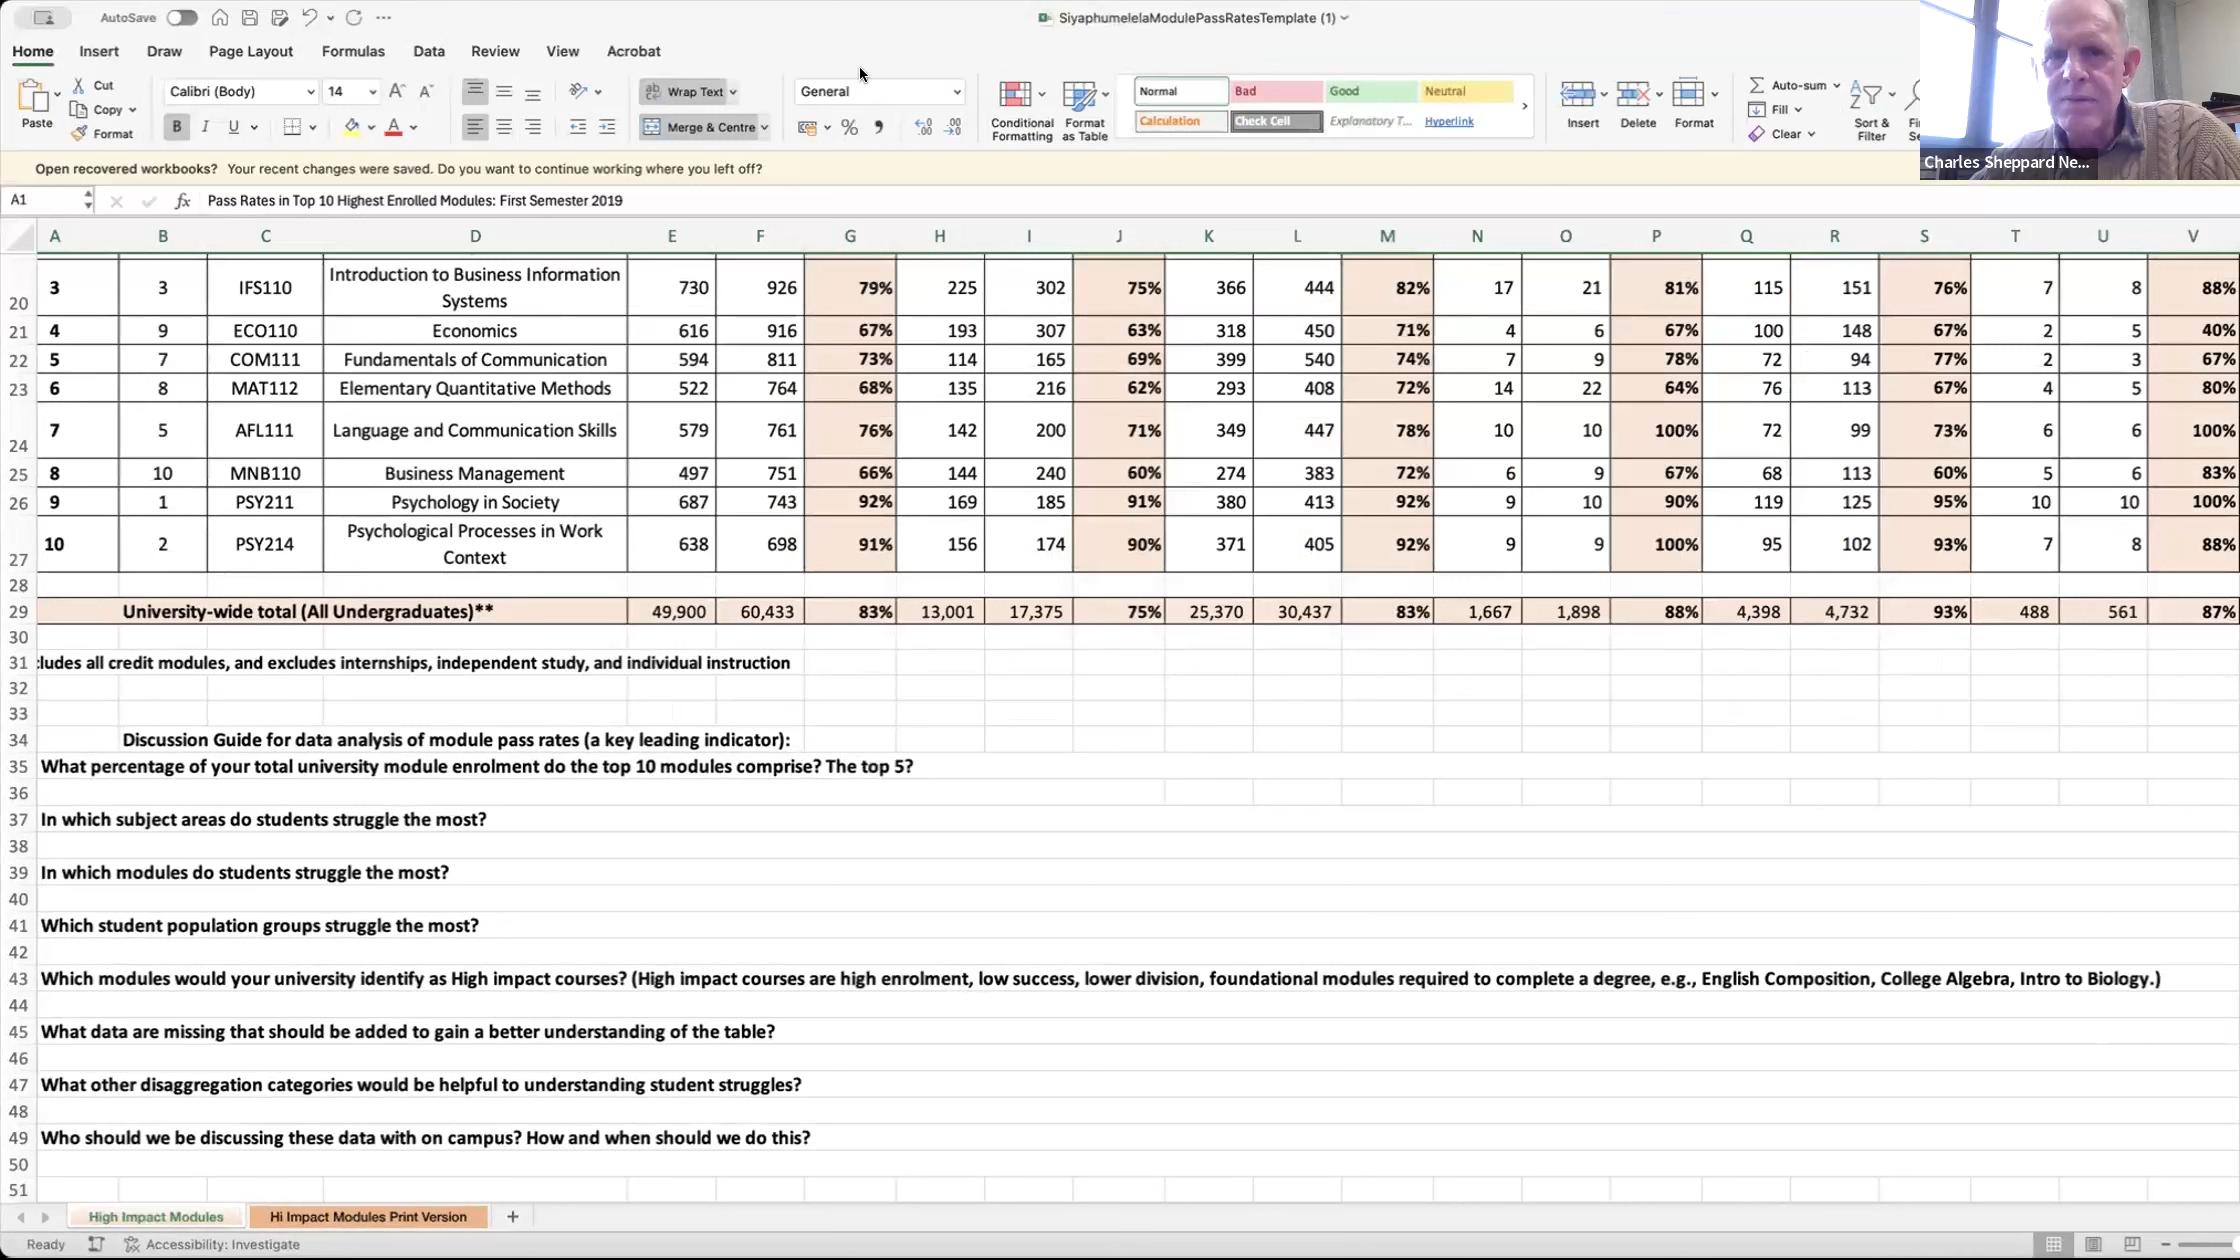 AutoSave
SiyaphumelelaModulePassRatesTemplate (1)
Home Insert Draw Page Layout Formulas Data Review View Acrobat
Paste
Cut
Copy
Format
Calibri (Body) 14
B I U
Wrap Text
Merge & Centre
General
Conditional Formatting
Format as Table
Normal Bad Good Neutral
Calculation Check Cell Explanatory T... Hyperlink
Insert Delete Format
Auto-sum
Fill
Clear
Sort & Filter
Charles Sheppard Ne...
Open recovered workbooks? Your recent changes were saved. Do you want to continue working where you left off?
A1 fx Pass Rates in Top 10 Highest Enrolled Modules: First Semester 2019
A B C D E F G H I J K L M N O P Q R S T U V
20 3 3 IFS110 Introduction to Business Information Systems 730 926 79% 225 302 75% 366 444 82% 17 21 81% 115 151 76% 7 8 88%
21 4 9 ECO110 Economics 616 916 67% 193 307 63% 318 450 71% 4 6 67% 100 148 67% 2 5 40%
22 5 7 COM111 Fundamentals of Communication 594 811 73% 114 165 69% 399 540 74% 7 9 78% 72 94 77% 2 3 67%
23 6 8 MAT112 Elementary Quantitative Methods 522 764 68% 135 216 62% 293 408 72% 14 22 64% 76 113 67% 4 5 80%
24 7 5 AFL111 Language and Communication Skills 579 761 76% 142 200 71% 349 447 78% 10 10 100% 72 99 73% 6 6 100%
25 8 10 MNB110 Business Management 497 751 66% 144 240 60% 274 383 72% 6 9 67% 68 113 60% 5 6 83%
26 9 1 PSY211 Psychology in Society 687 743 92% 169 185 91% 380 413 92% 9 10 90% 119 125 95% 10 10 100%
27 10 2 PSY214 Psychological Processes in Work Context 638 698 91% 156 174 90% 371 405 92% 9 9 100% 95 102 93% 7 8 88%
28
29 University-wide total (All Undergraduates)** 49,900 60,433 83% 13,001 17,375 75% 25,370 30,437 83% 1,667 1,898 88% 4,398 4,732 93% 488 561 87%
30
31 cludes all credit modules, and excludes internships, independent study, and individual instruction
32
33
34 Discussion Guide for data analysis of module pass rates (a key leading indicator):
35 What percentage of your total university module enrolment do the top 10 modules comprise? The top 5?
36
37 In which subject areas do students struggle the most?
38
39 In which modules do students struggle the most?
40
41 Which student population groups struggle the most?
42
43 Which modules would your university identify as High impact courses? (High impact courses are high enrolment, low success, lower division, foundational modules required to complete a degree, e.g., English Composition, College Algebra, Intro to Biology.)
44
45 What data are missing that should be added to gain a better understanding of the table?
46
47 What other disaggregation categories would be helpful to understanding student struggles?
48
49 Who should we be discussing these data with on campus? How and when should we do this?
50
51
High Impact Modules Hi Impact Modules Print Version
Ready Accessibility: Investigate